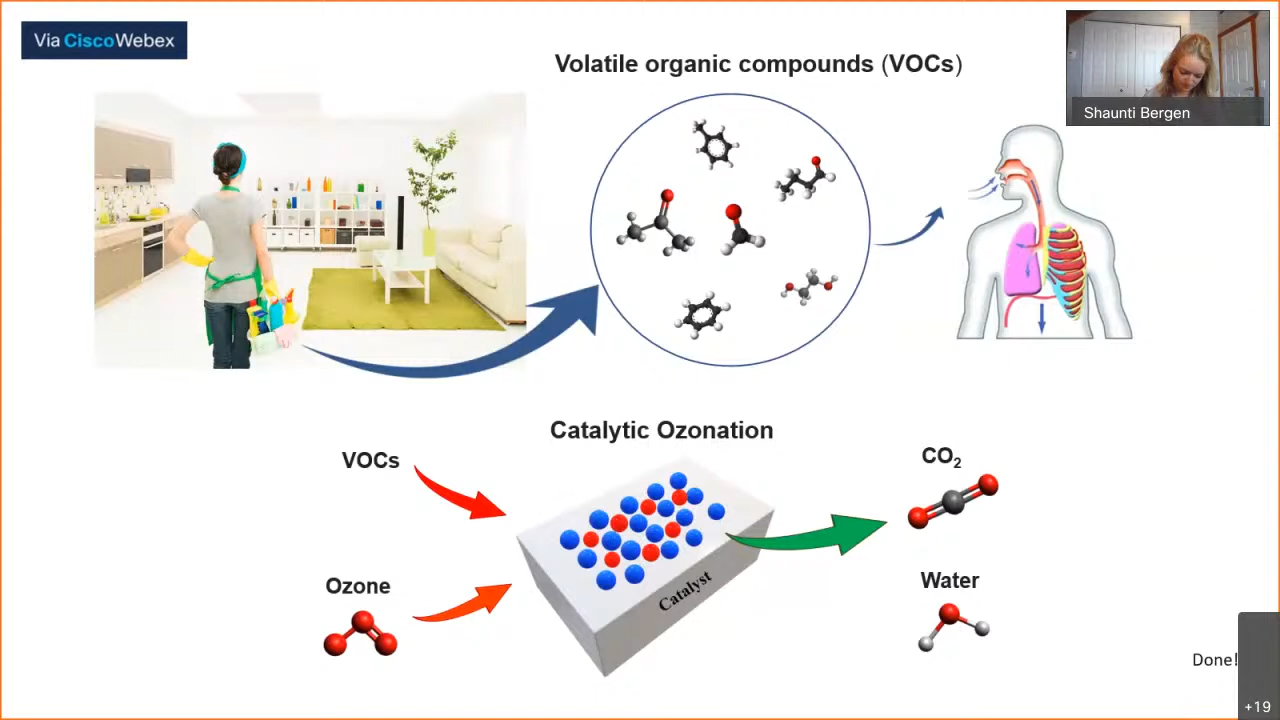 Via CiscoWebex
Volatile organic compounds (VOCs)
Shaunti Bergen
Catalytic Ozonation
VOCs
CO₂
Catalyst
Ozone
Water
Done!
+19